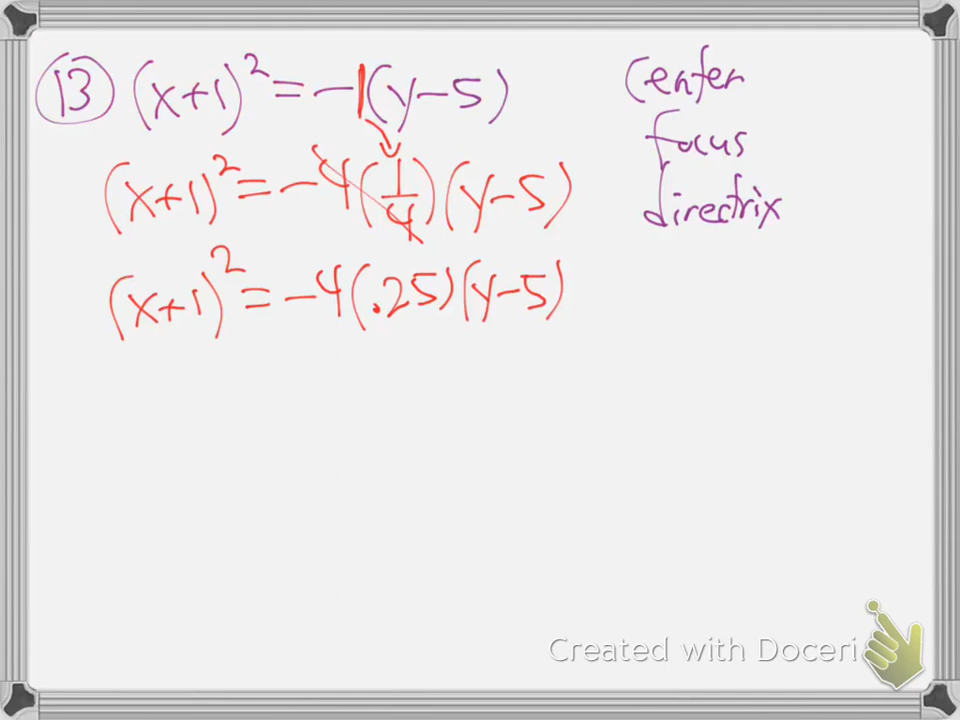 13 (x+1)² = -1(y-5)
(x+1)² = -4(1/4)(y-5)
(x+1)² = -4(.25)(y-5)
center
focus
directrix
Created with Doceri